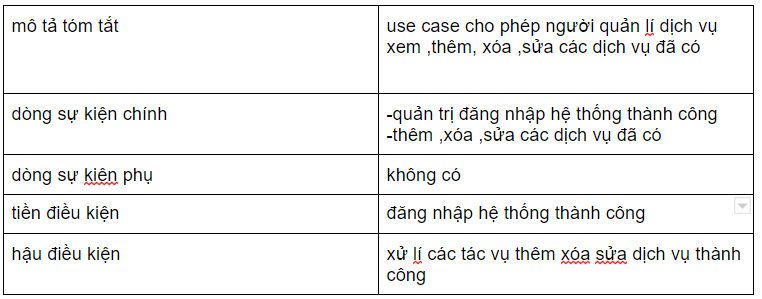 mô tả tóm tắt
use case cho phép người quản lí dịch vụ
xem ,thêm, xóa ,sửa các dịch vụ đã có
dòng sự kiện chính
-quản trị đăng nhập hệ thống thành công
-thêm ,xóa ,sửa các dịch vụ đã có
dòng sự kiên phụ
không có
tiền điều kiện
đăng nhập hệ thống thành công
hậu điều kiện
xử lí các tác vụ thêm xóa sửa dịch vụ thành
công